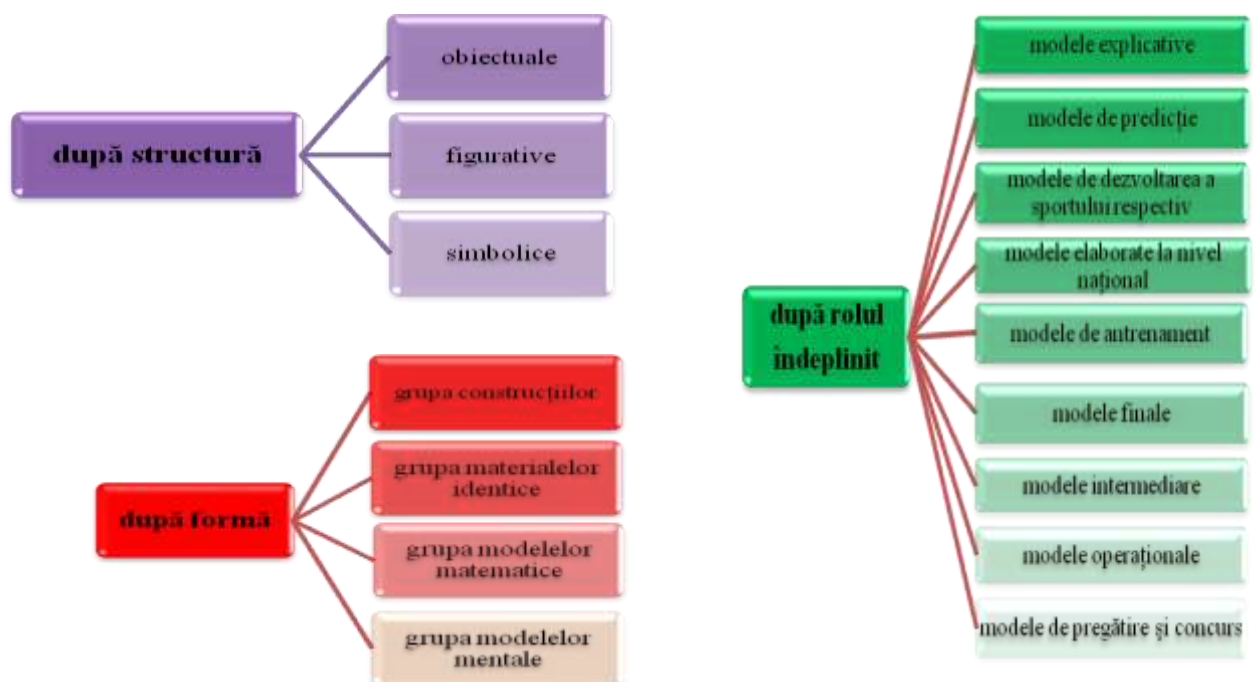 după structură
obiectuale
figurative
simbolice
după formă
grupa construcțiilor
grupa materialelor
identice
grupa modelelor
matematice
grupa modelelor
mentale
după rolul
îndeplinit
modele explicative
modele de predicție
modele de dezvoltarea a
sportului respectiv
modele elaborate la nivel
național
modele de antrenament
modele finale
modele intermediare
modele operaționale
modele de pregătire și concurs